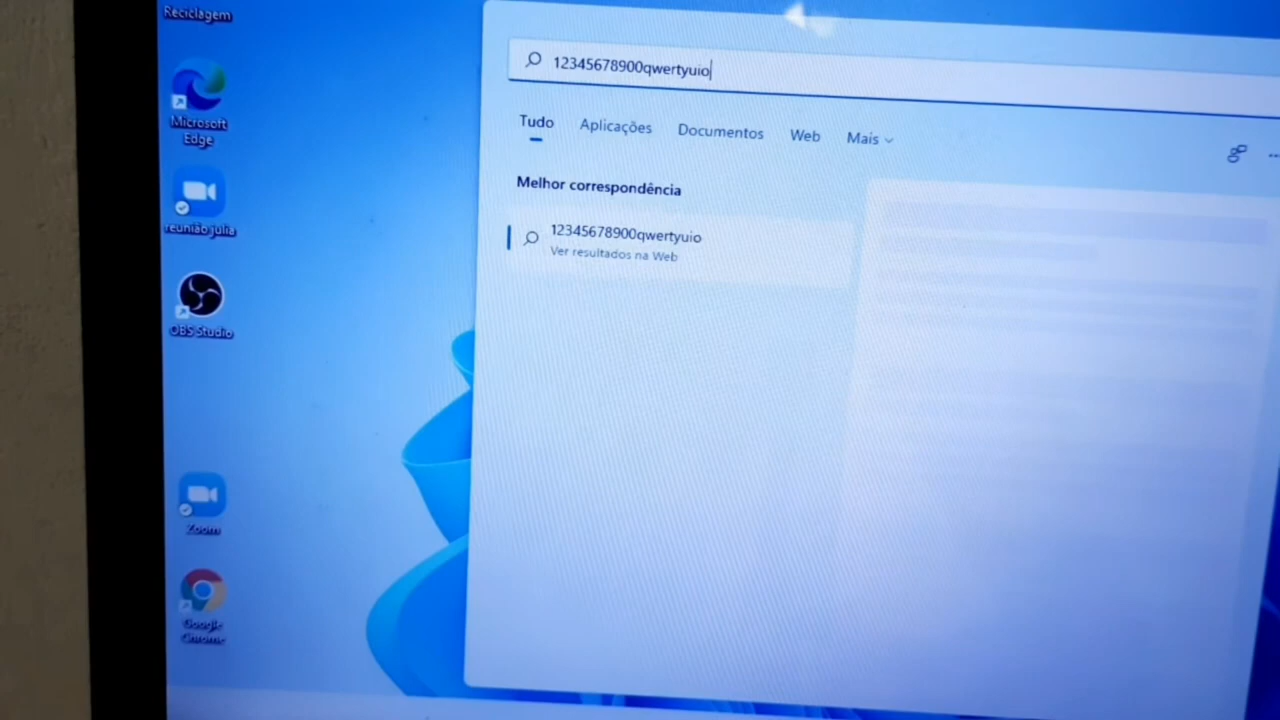 Reciclagem
Microsoft
Edge
reunião julia
OBS Studio
Zoom
Google
Chrome
12345678900qwertyuio
Tudo
Aplicações
Documentos
Web
Mais
Melhor correspondência
12345678900qwertyuio
Ver resultados na Web